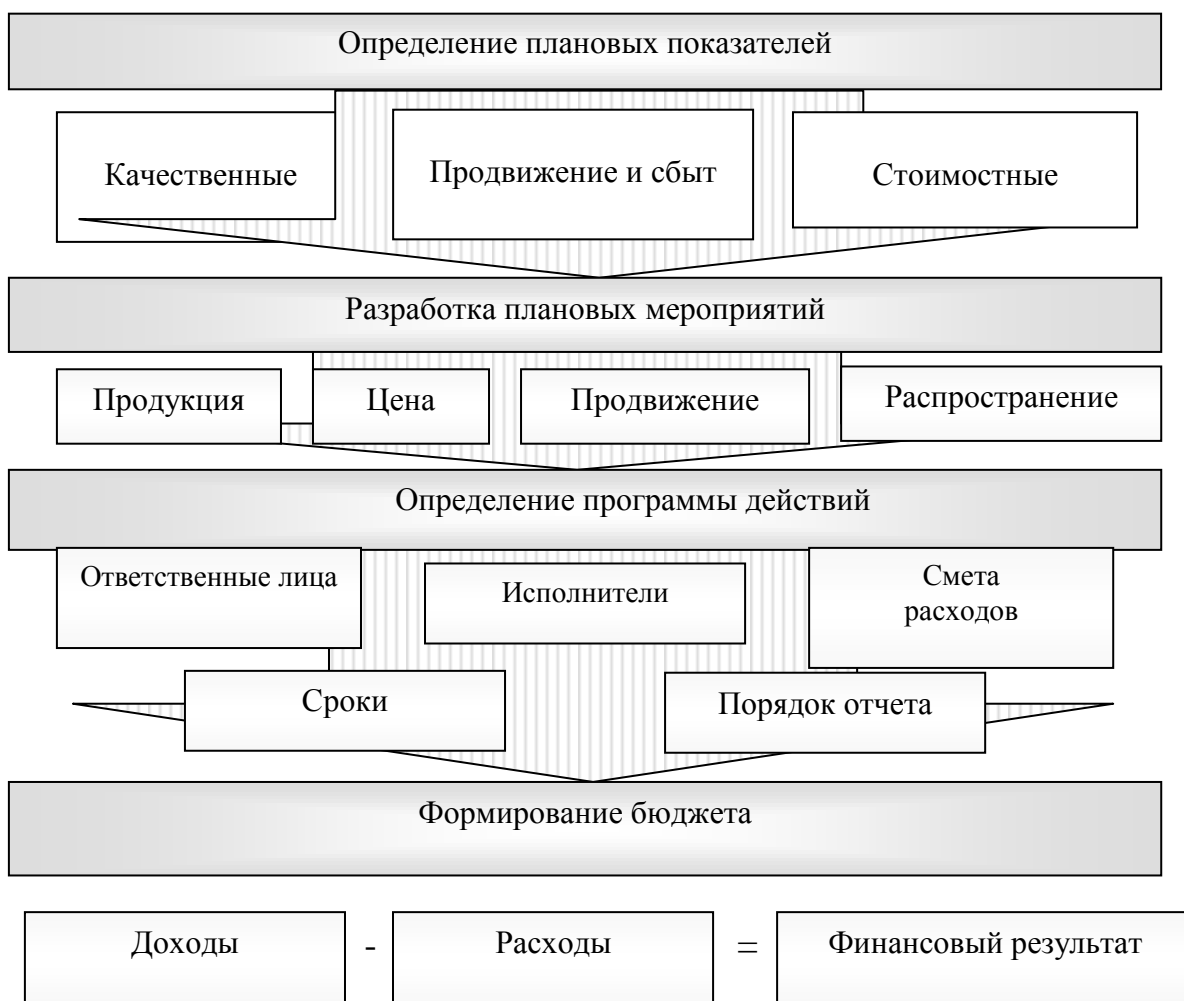 Определение плановых показателей
Качественные
Продвижение и сбыт
Стоимостные
Разработка плановых мероприятий
Продукция
Цена
Продвижение
Распространение
Определение программы действий
Ответственные лица
Исполнители
Смета
расходов
Сроки
Порядок отчета
Формирование бюджета
Доходы
-
Расходы
=
Финансовый результат